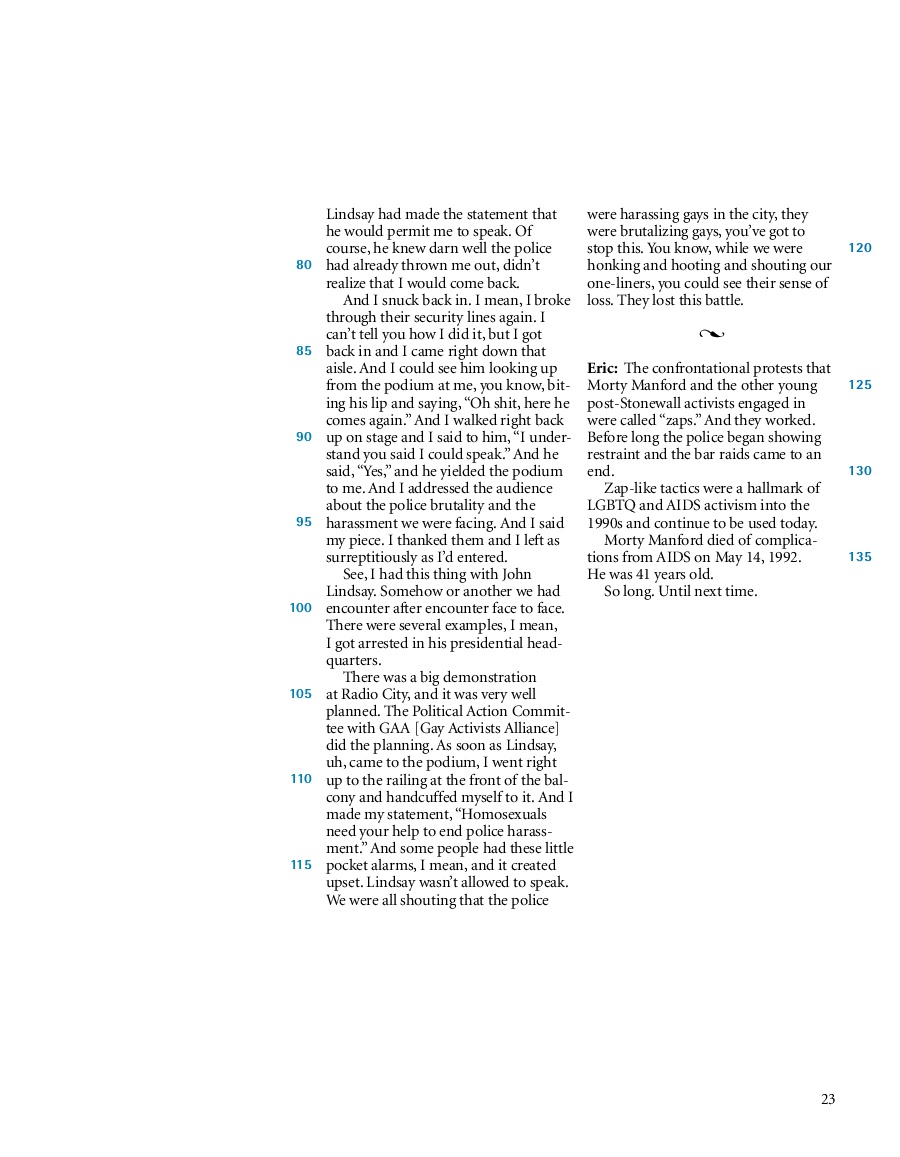 Lindsay had made the statement that
he would permit me to speak. Of
course, he knew darn well the police
80 had already thrown me out, didn’t
realize that I would come back.
And I snuck back in. I mean, I broke
through their security lines again. I
can’t tell you how I did it, but I got
85 back in and I came right down that
aisle. And I could see him looking up
from the podium at me, you know, bit-
ing his lip and saying, “Oh shit, here he
comes again.” And I walked right back
90 up on stage and I said to him, “I under-
stand you said I could speak.” And he
said, “Yes,” and he yielded the podium
to me. And I addressed the audience
about the police brutality and the
95 harassment we were facing. And I said
my piece. I thanked them and I left as
surreptitiously as I’d entered.
See, I had this thing with John
Lindsay. Somehow or another we had
100 encounter after encounter face to face.
There were several examples, I mean,
I got arrested in his presidential head-
quarters.
There was a big demonstration
105 at Radio City, and it was very well
planned. The Political Action Commit-
tee with GAA [Gay Activists Alliance]
did the planning. As soon as Lindsay,
uh, came to the podium, I went right
110 up to the railing at the front of the bal-
cony and handcuffed myself to it. And I
made my statement, “Homosexuals
need your help to end police harass-
ment.” And some people had these little
115 pocket alarms, I mean, and it created
upset. Lindsay wasn’t allowed to speak.
We were all shouting that the police
were harassing gays in the city, they
were brutalizing gays, you’ve got to
stop this. You know, while we were 120
honking and hooting and shouting our
one-liners, you could see their sense of
loss. They lost this battle.
Eric: The confrontational protests that
Morty Manford and the other young 125
post-Stonewall activists engaged in
were called “zaps.” And they worked.
Before long the police began showing
restraint and the bar raids came to an
end. 130
Zap-like tactics were a hallmark of
LGBTQ and AIDS activism into the
1990s and continue to be used today.
Morty Manford died of complica-
tions from AIDS on May 14, 1992. 135
He was 41 years old.
So long. Until next time.
23